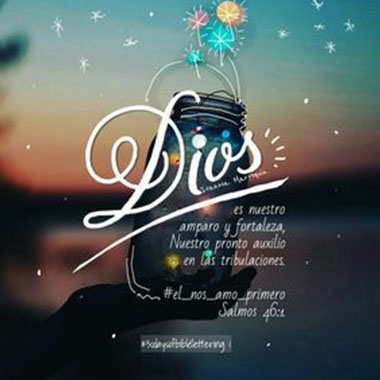 Dios
es nuestro
amparo y fortaleza,
Nuestro pronto auxilio
en las tribulaciones.
#el_nos_amo_primero
Salmos 46:1
#30daysofbiblelettering |